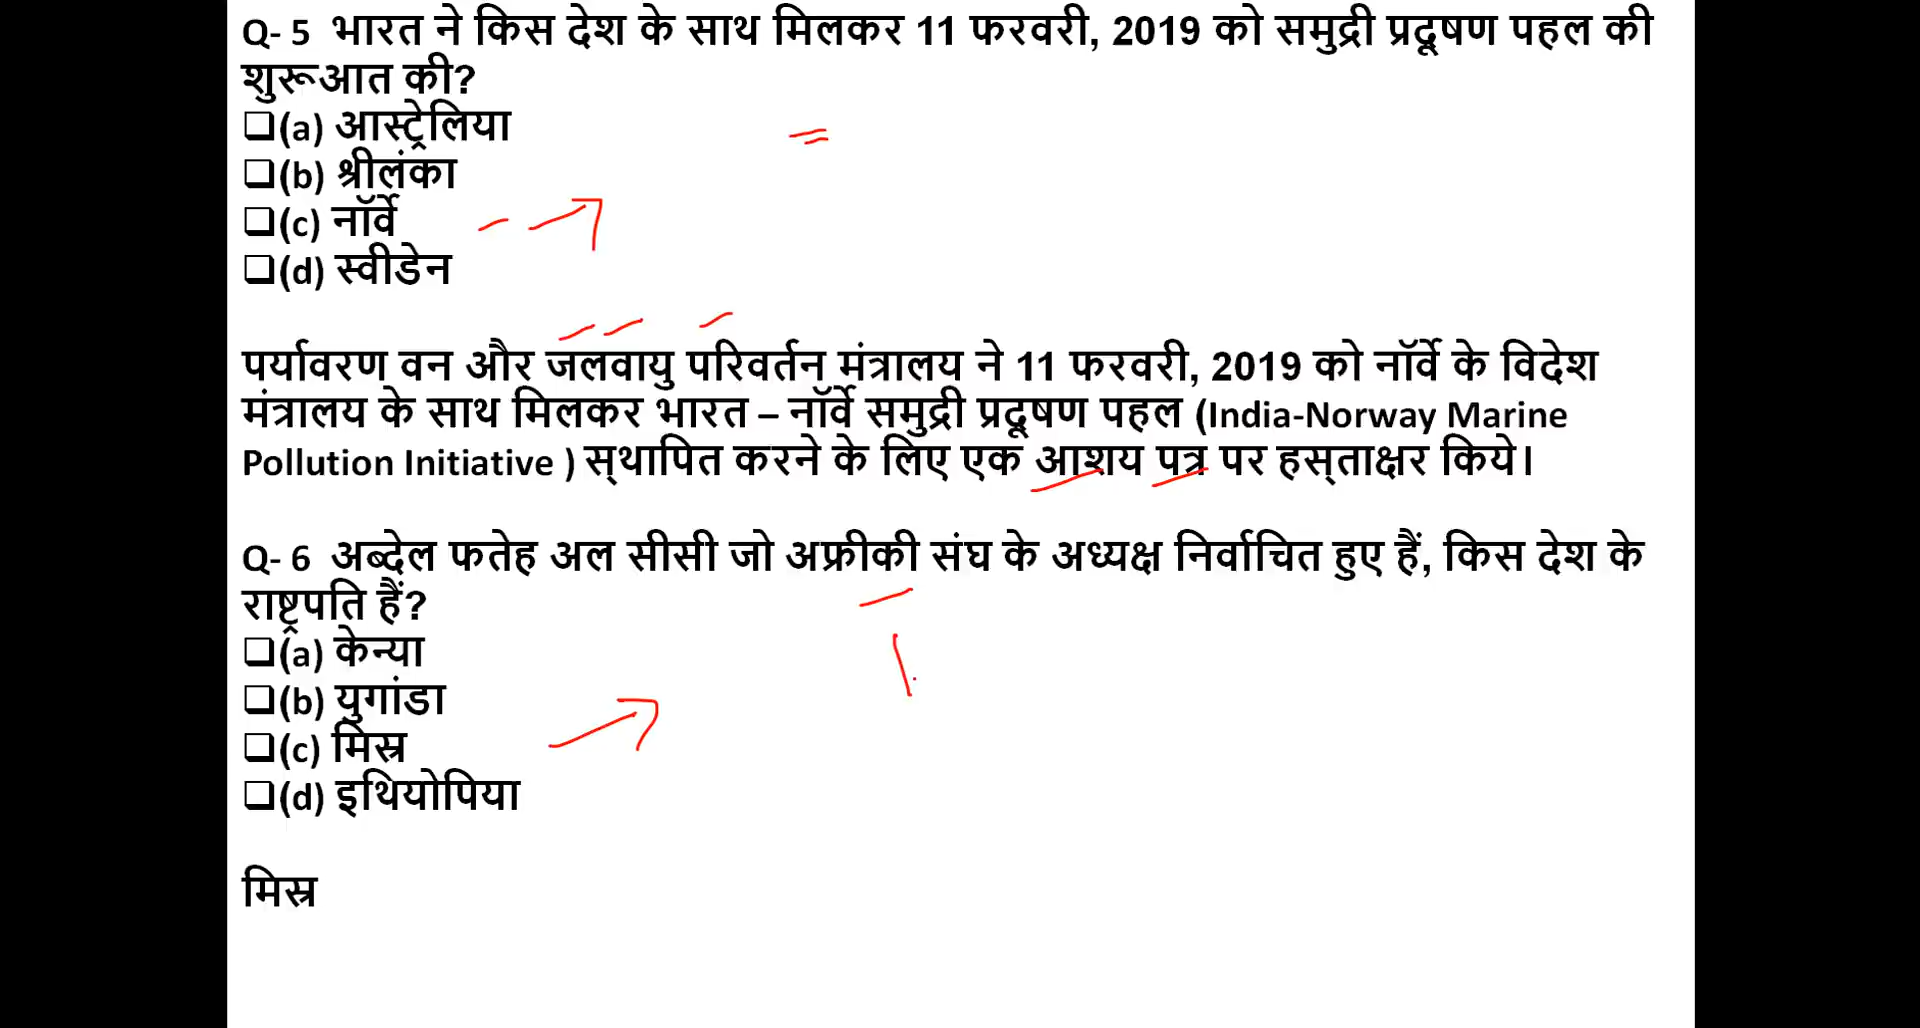 Q- 5 भारत ने किस देश के साथ मिलकर 11 फरवरी, 2019 को समुद्री प्रदूषण पहल की
शुरूआत की?
❑(a) आस्ट्रेलिया
❑(b) श्रीलंका
❑(c) नॉर्वे
❑(d) स्वीडेन
पर्यावरण वन और जलवायु परिवर्तन मंत्रालय ने 11 फरवरी, 2019 को नॉर्वे के विदेश
मंत्रालय के साथ मिलकर भारत – नॉर्वे समुद्री प्रदूषण पहल (India-Norway Marine
Pollution Initiative ) स्‌थापित करने के लिए एक आशय पत्र पर हस्‌ताक्षर किये।
Q- 6 अब्देल फतेह अल सीसी जो अफ्रीकी संघ के अध्यक्ष निर्वाचित हुए हैं, किस देश के
राष्ट्रपति हैं?
❑(a) केन्या
❑(b) युगांडा
❑(c) मिस्र
❑(d) इथियोपिया
मिस्र